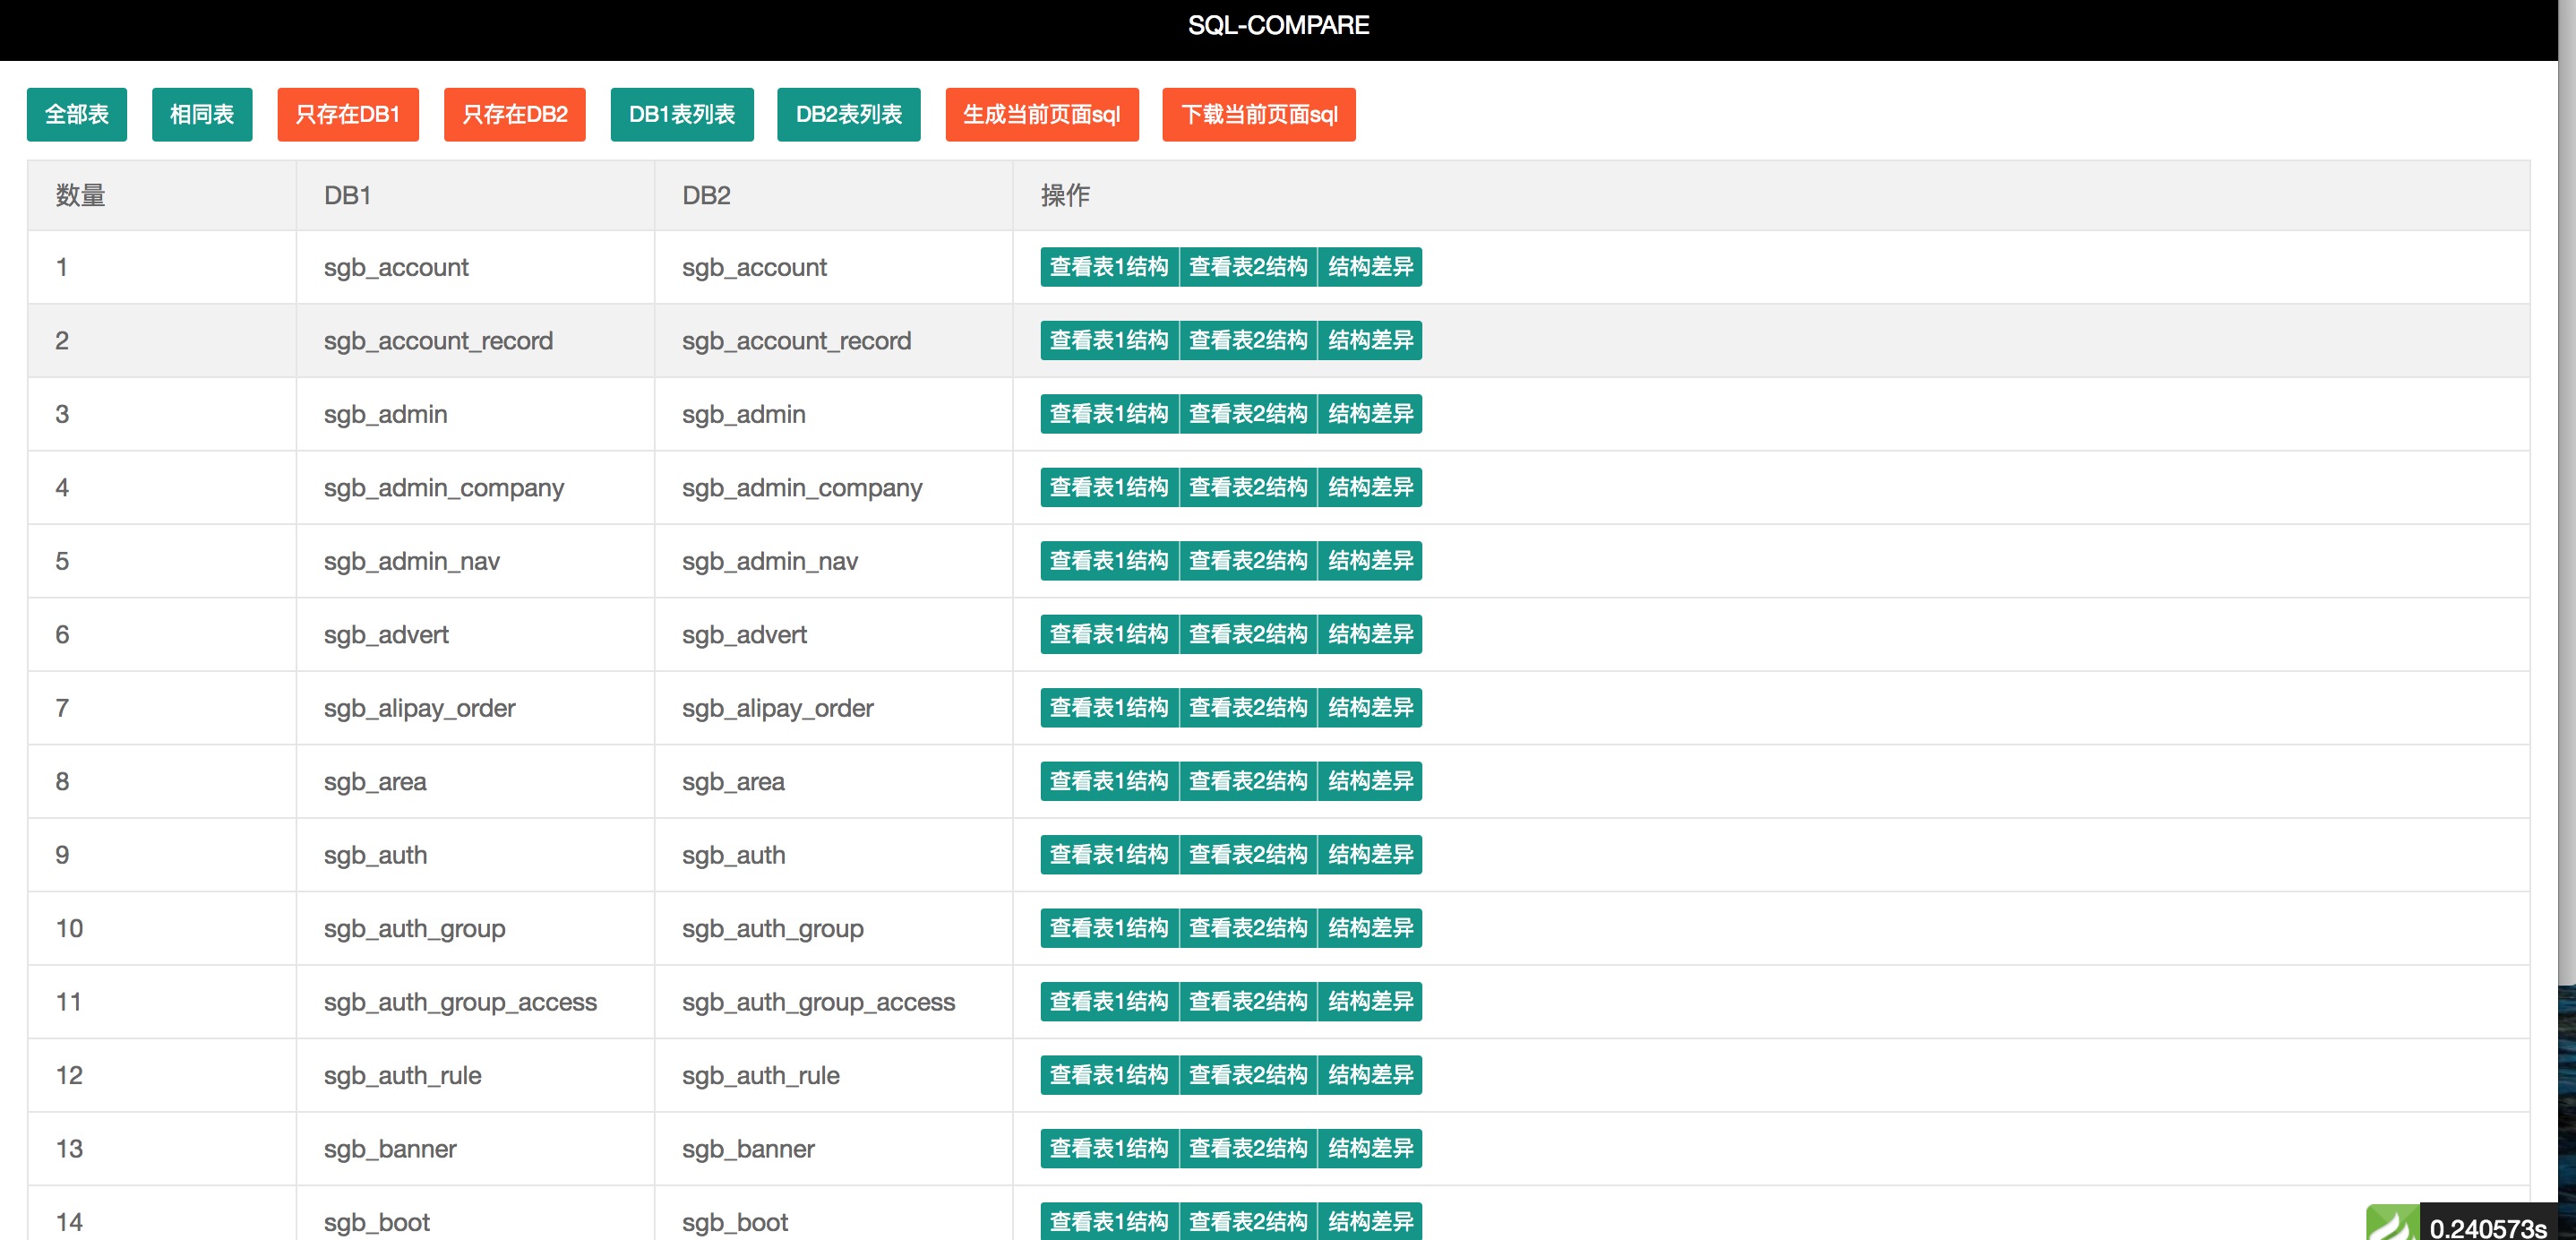 SQL-COMPARE
全部表 相同表 只存在DB1 只存在DB2 DB1表列表 DB2表列表 生成当前页面sql 下载当前页面sql
数量 DB1 DB2 操作
1 sgb_account sgb_account 查看表1结构 查看表2结构 结构差异
2 sgb_account_record sgb_account_record 查看表1结构 查看表2结构 结构差异
3 sgb_admin sgb_admin 查看表1结构 查看表2结构 结构差异
4 sgb_admin_company sgb_admin_company 查看表1结构 查看表2结构 结构差异
5 sgb_admin_nav sgb_admin_nav 查看表1结构 查看表2结构 结构差异
6 sgb_advert sgb_advert 查看表1结构 查看表2结构 结构差异
7 sgb_alipay_order sgb_alipay_order 查看表1结构 查看表2结构 结构差异
8 sgb_area sgb_area 查看表1结构 查看表2结构 结构差异
9 sgb_auth sgb_auth 查看表1结构 查看表2结构 结构差异
10 sgb_auth_group sgb_auth_group 查看表1结构 查看表2结构 结构差异
11 sgb_auth_group_access sgb_auth_group_access 查看表1结构 查看表2结构 结构差异
12 sgb_auth_rule sgb_auth_rule 查看表1结构 查看表2结构 结构差异
13 sgb_banner sgb_banner 查看表1结构 查看表2结构 结构差异
14 sgb_boot sgb_boot 查看表1结构 查看表2结构 结构差异
0.240573s